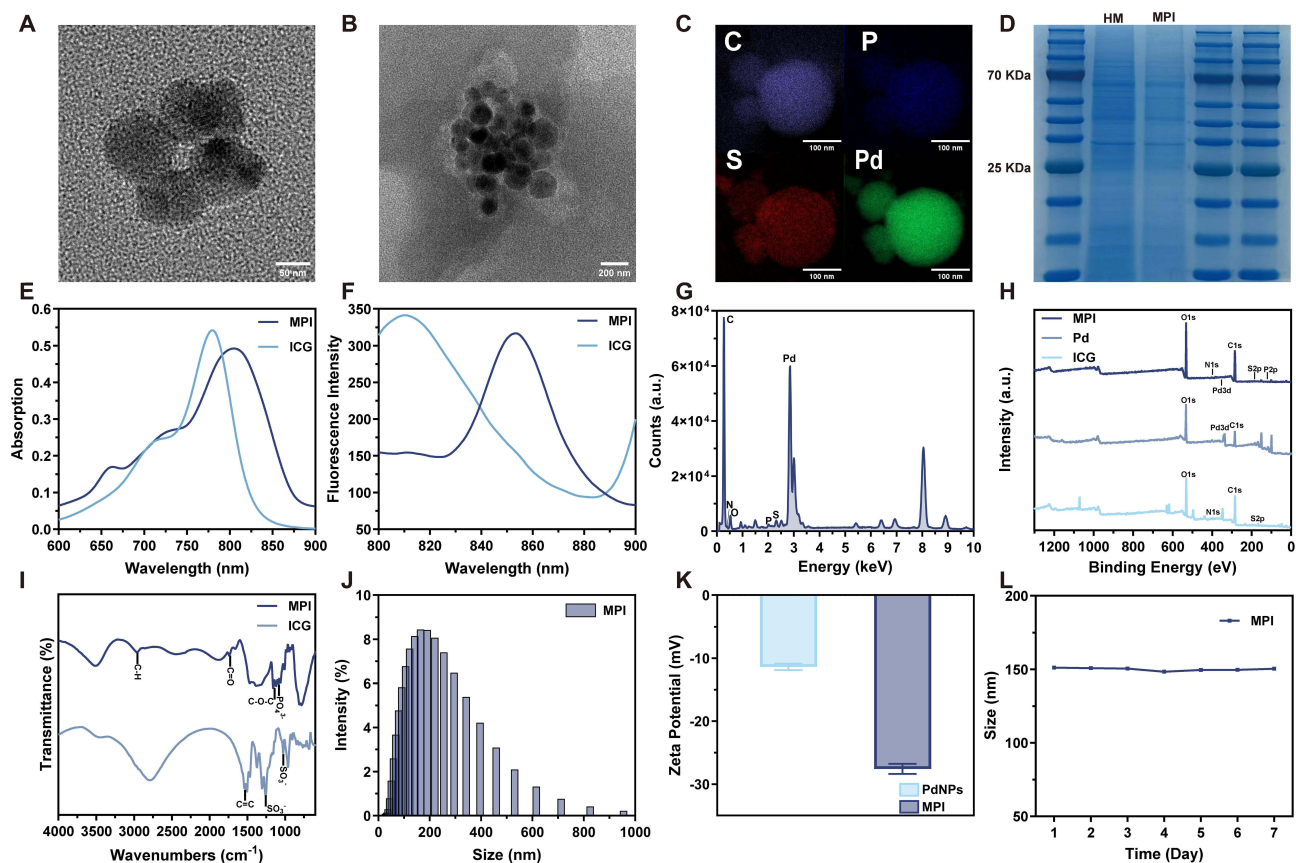 A
50 nm
B
200 nm
C
C
P
100 nm
100 nm
S
Pd
100 nm
100 nm
D
HM MPI
70 KDa
25 KDa
E
Absorption
0.6
0.5
0.4
0.3
0.2
0.1
0.0
MPI
ICG
600 650 700 750 800 850 900
Wavelength (nm)
F
Fluorescence Intensity
350
300
250
200
150
100
50
MPI
ICG
800 820 840 860 880 900
Wavelength (nm)
G
Counts (a.u.)
8×10⁴
6×10⁴
4×10⁴
2×10⁴
0
C
Pd
N
O
P
S
0 1 2 3 4 5 6 7 8 9 10
Energy (keV)
H
Intensity (a.u.)
MPI
Pd
ICG
O1s
C1s
N1s
S2p P2p
Pd3d
O1s
Pd3d C1s
O1s
C1s
N1s
S2p
1200 1000 800 600 400 200 0
Binding Energy (eV)
I
Transmittance (%)
MPI
ICG
C-H
C=O
C-O-C
PO₄³⁻
C=C
SO₃⁻
SO₃⁻
4000 3500 3000 2500 2000 1500 1000
Wavenumbers (cm⁻¹)
J
Intensity (%)
10
8
6
4
2
0
MPI
0 200 400 600 800 1000
Size (nm)
K
Zeta Potential (mV)
0
-10
-20
-30
PdNPs
MPI
L
Size (nm)
200
150
100
50
MPI
1 2 3 4 5 6 7
Time (Day)